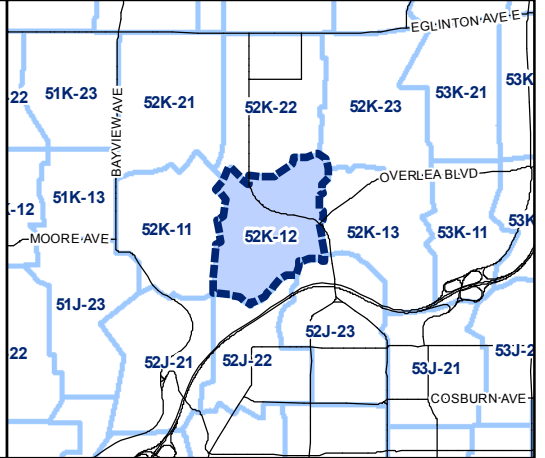 EGLINTON AVE E
22
51K-23
BAYVIEW AVE
52K-21
52K-22
52K-23
53K-21
53K
OVERLEA BLVD
-12
51K-13
52K-11
52K-12
52K-13
53K-11
53K
MOORE AVE
51J-23
22
52J-21
52J-22
52J-23
53J-21
53J-2
COSBURN AVE